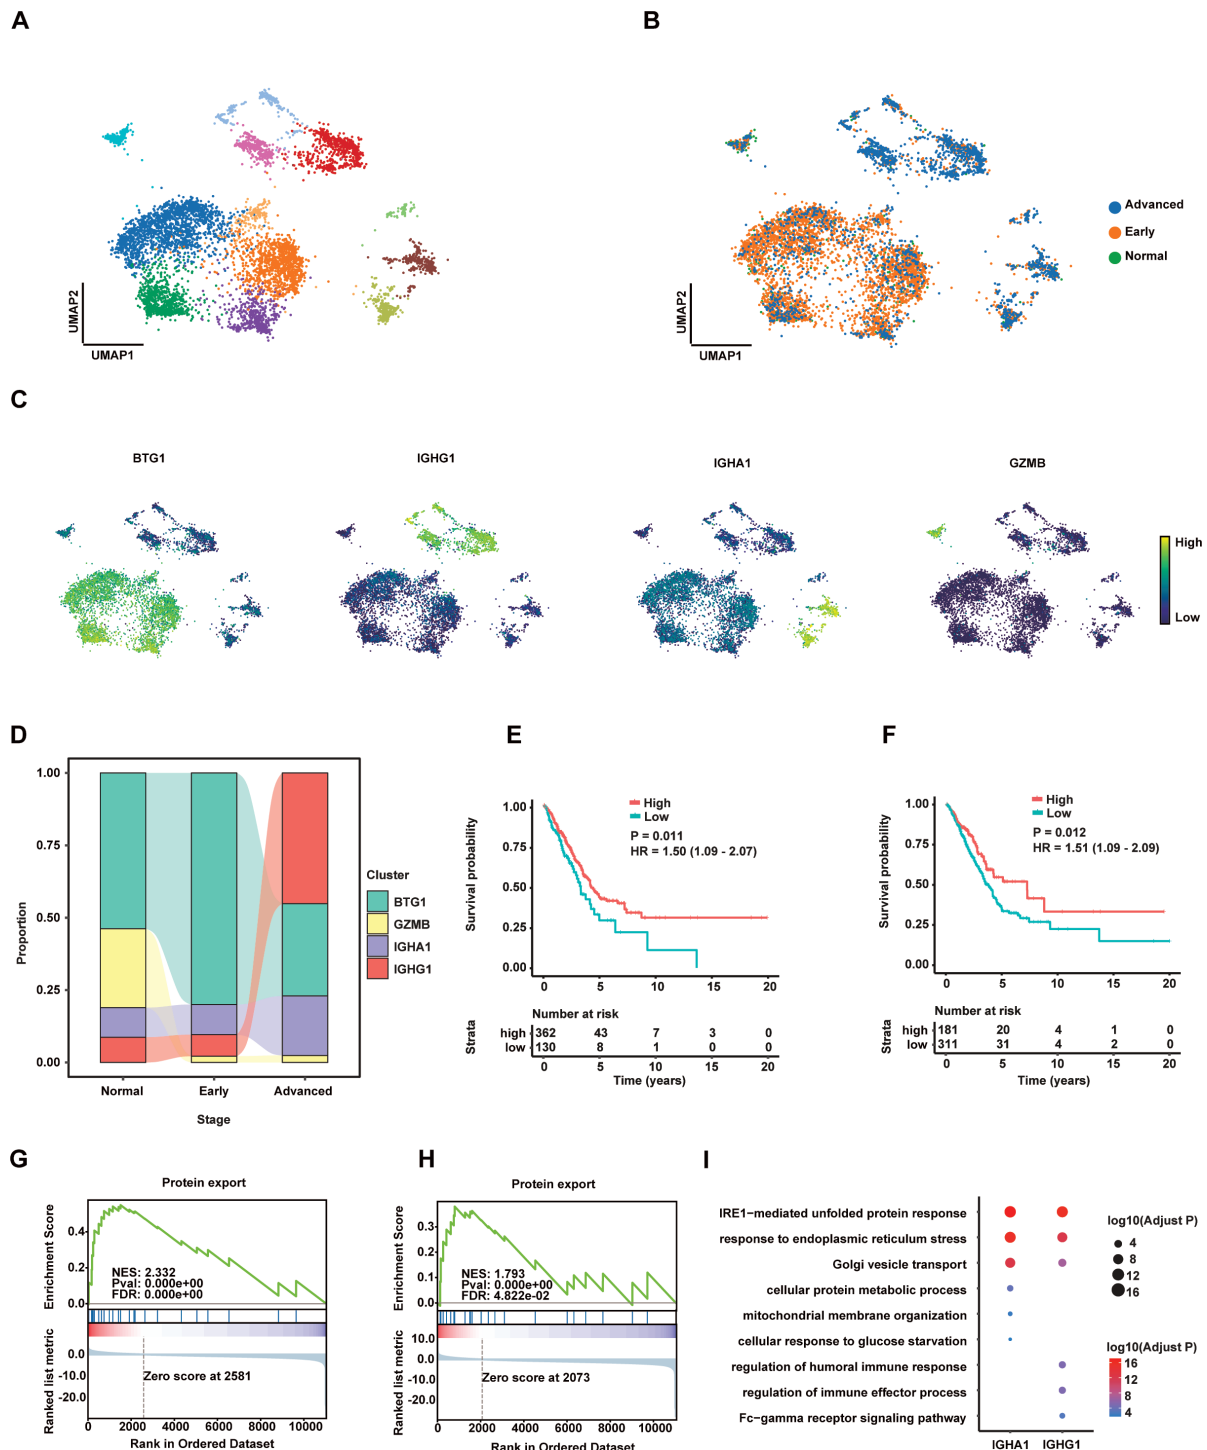 A
B
UMAP2
UMAP1
UMAP2
UMAP1
Advanced
Early
Normal
C
BTG1
IGHG1
IGHA1
GZMB
High
Low
D
1.00
0.75
0.50
0.25
0.00
Proportion
Normal
Early
Advanced
Stage
Cluster
BTG1
GZMB
IGHA1
IGHG1
E
Survival probability
1.00
0.75
0.50
0.25
0.00
High
Low
P = 0.011
HR = 1.50 (1.09 - 2.07)
0 5 10 15 20
Number at risk
Strata
high 362 43 7 3 0
low 130 8 1 0 0
0 5 10 15 20
Time (years)
F
Survival probability
1.00
0.75
0.50
0.25
0.00
High
Low
P = 0.012
HR = 1.51 (1.09 - 2.09)
0 5 10 15 20
Number at risk
Strata
high 181 20 4 1 0
low 311 31 4 2 0
0 5 10 15 20
Time (years)
G
Protein export
Enrichment Score
0.4
0.2
0.0
NES: 2.332
Pval: 0.000e+00
FDR: 0.000e+00
Ranked list metric
0.0
-10.0
-20.0
Zero score at 2581
0 2000 4000 6000 8000 10000
Rank in Ordered Dataset
H
Protein export
Enrichment Score
0.3
0.2
0.1
0.0
NES: 1.793
Pval: 0.000e+00
FDR: 4.822e-02
Ranked list metric
10.0
0.0
-10.0
-20.0
Zero score at 2073
0 2000 4000 6000 8000 10000
Rank in Ordered Dataset
I
IRE1-mediated unfolded protein response
response to endoplasmic reticulum stress
Golgi vesicle transport
cellular protein metabolic process
mitochondrial membrane organization
cellular response to glucose starvation
regulation of humoral immune response
regulation of immune effector process
Fc-gamma receptor signaling pathway
IGHA1 IGHG1
log10(Adjust P)
4
8
12
16
log10(Adjust P)
16
12
8
4